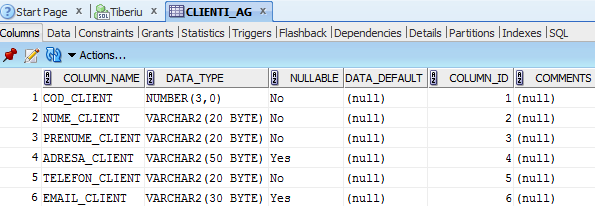 Start Page Tiberiu CLIENTI_AG
Columns Data Constraints Grants Statistics Triggers Flashback Dependencies Details Partitions Indexes SQL
Actions...
COLUMN_NAME DATA_TYPE NULLABLE DATA_DEFAULT COLUMN_ID COMMENTS
1 COD_CLIENT NUMBER(3,0) No (null) 1 (null)
2 NUME_CLIENT VARCHAR2(20 BYTE) No (null) 2 (null)
3 PRENUME_CLIENT VARCHAR2(20 BYTE) No (null) 3 (null)
4 ADRESA_CLIENT VARCHAR2(50 BYTE) Yes (null) 4 (null)
5 TELEFON_CLIENT VARCHAR2(20 BYTE) No (null) 5 (null)
6 EMAIL_CLIENT VARCHAR2(30 BYTE) Yes (null) 6 (null)